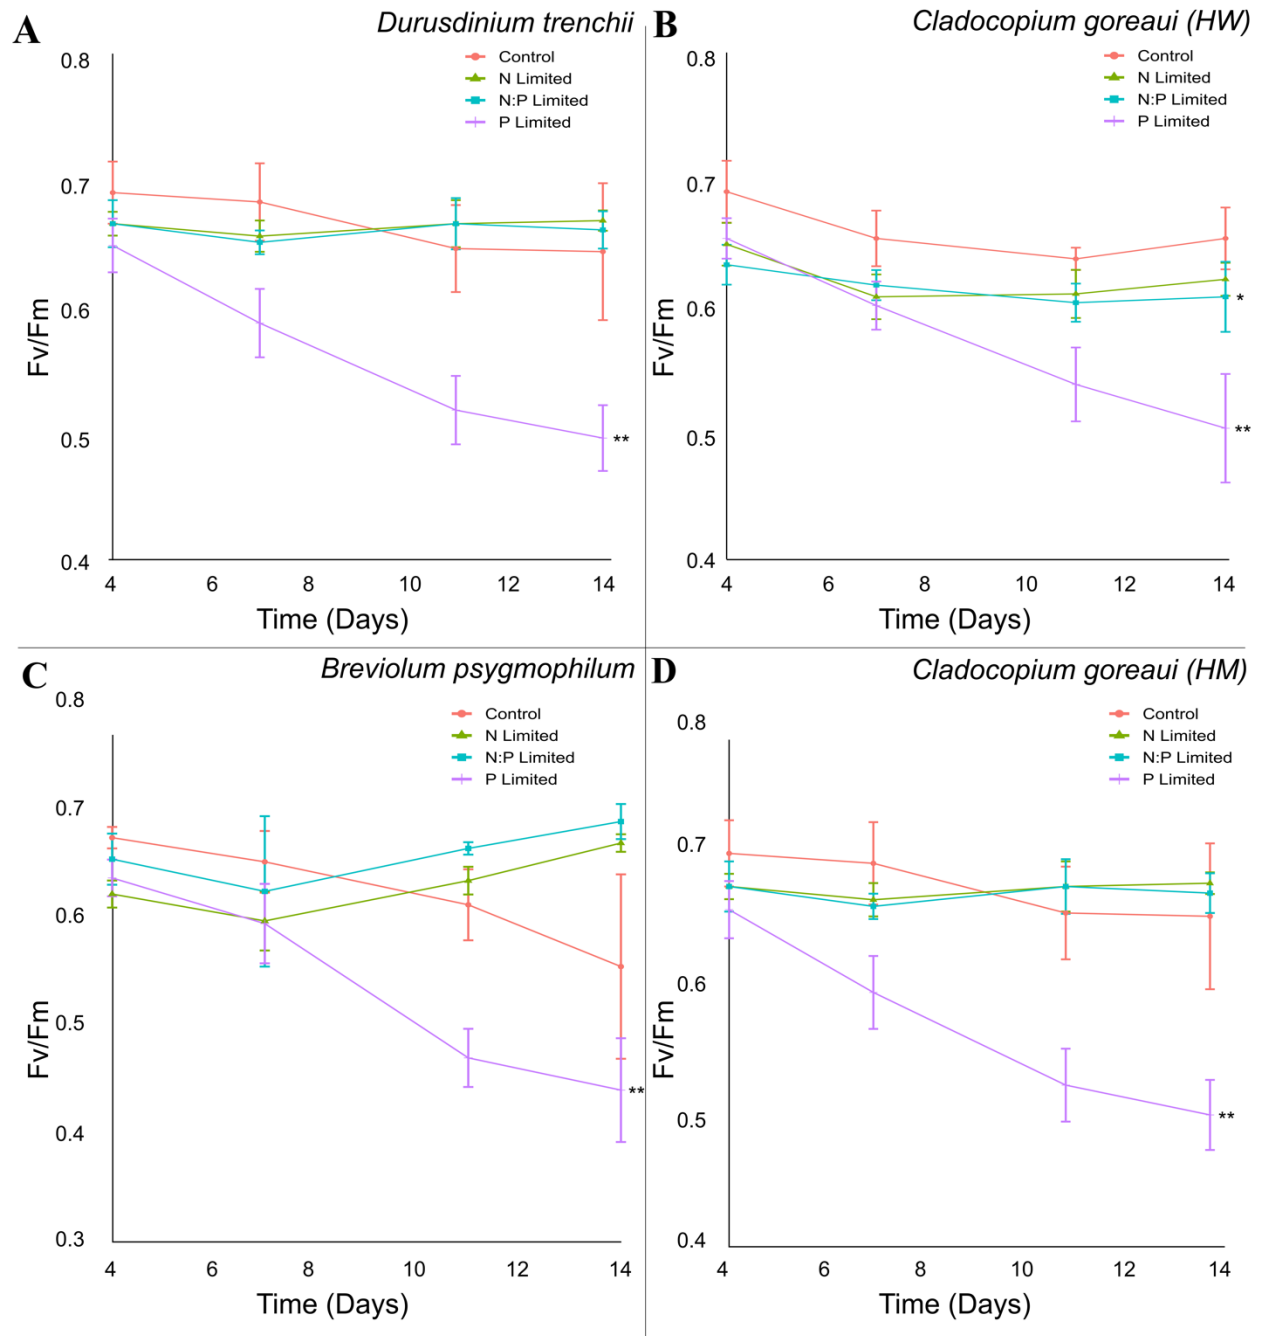 A
Durusdinium trenchii
Control
N Limited
N:P Limited
P Limited
0.8
0.7
0.6
0.5
0.4
Fv/Fm
**
4 6 8 10 12 14
Time (Days)
B
Cladocopium goreaui (HW)
Control
N Limited
N:P Limited
P Limited
0.8
0.7
0.6
0.5
0.4
Fv/Fm
*
**
4 6 8 10 12 14
Time (Days)
C
Breviolum psygmophilum
Control
N Limited
N:P Limited
P Limited
0.8
0.7
0.6
0.5
0.4
0.3
Fv/Fm
**
4 6 8 10 12 14
Time (Days)
D
Cladocopium goreaui (HM)
Control
N Limited
N:P Limited
P Limited
0.8
0.7
0.6
0.5
0.4
Fv/Fm
**
4 6 8 10 12 14
Time (Days)